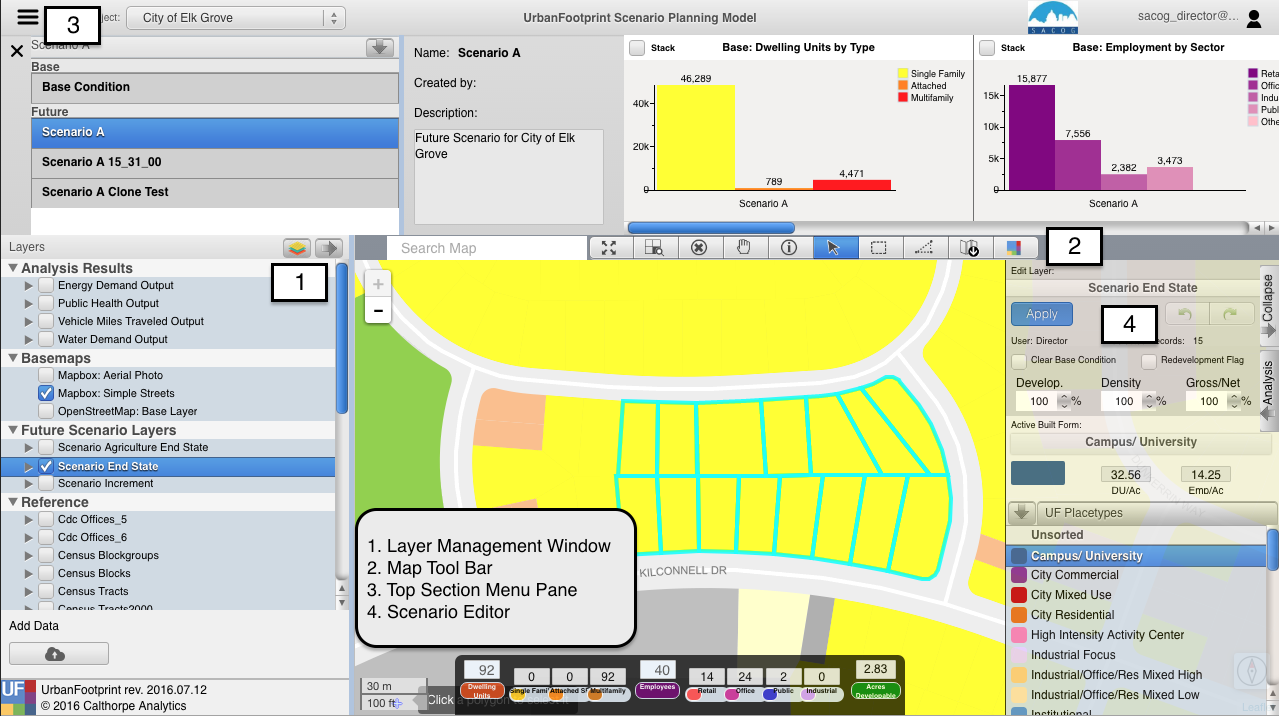 3
ject:
City of Elk Grove
UrbanFootprint Scenario Planning Model
SACOG
sacog_director@...
Scenario A
Base
Base Condition
Future
Scenario A
Scenario A 15_31_00
Scenario A Clone Test
Name: Scenario A
Created by:
Description:
Future Scenario for City of Elk
Grove
Stack
Base: Dwelling Units by Type
46,289
40k
20k
0
789
4,471
Scenario A
Single Family
Attached
Multifamily
Stack
Base: Employment by Sector
15,877
15k
10k
5k
0
7,556
2,382
3,473
Scenario A
Reta
Offic
Indu
Publ
Othe
Layers
1
Analysis Results
Energy Demand Output
Public Health Output
Vehicle Miles Traveled Output
Water Demand Output
Basemaps
Mapbox: Aerial Photo
Mapbox: Simple Streets
OpenStreetMap: Base Layer
Future Scenario Layers
Scenario Agriculture End State
Scenario End State
Scenario Increment
Reference
Cdc Offices_5
Cdc Offices_6
Census Blockgroups
Census Blocks
Census Tracts
Census Tracts2000
Add Data
UF
UrbanFootprint rev. 2016.07.12
© 2016 Calthorpe Analytics
Search Map
2
+
-
KILCONNELL DR
1. Layer Management Window
2. Map Tool Bar
3. Top Section Menu Pane
4. Scenario Editor
30 m
100 ft
Click a polygon to select it
92
Dwelling
Units
0
Single Fami
0
Attached SF
92
Multifamily
40
Employees
14
Retail
24
Office
2
Public
0
Industrial
2.83
Acres
Developable
Edit Layer:
Scenario End State
Apply
4
User: Director
ecords: 15
Clear Base Condition
Redevelopment Flag
Develop.
Density
Gross/Net
100 %
100 %
100 %
Active Built Form:
Campus/ University
32.56
DU/Ac
14.25
Emp/Ac
Collapse
Analysis
UF Placetypes
Unsorted
Campus/ University
City Commercial
City Mixed Use
City Residential
High Intensity Activity Center
Industrial Focus
Industrial/Office/Res Mixed High
Industrial/Office/Res Mixed Low
Institutional